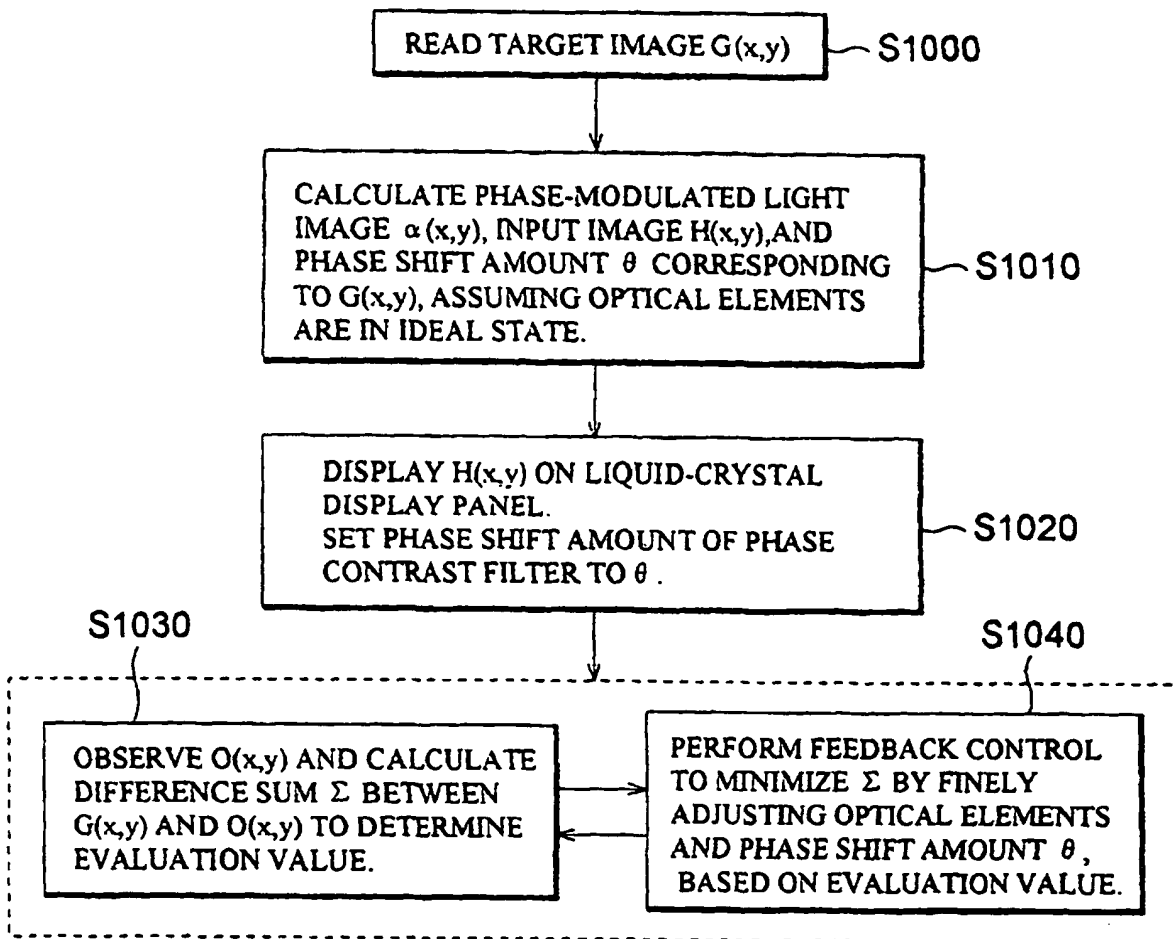 READ TARGET IMAGE G(x,y)
S1000
CALCULATE PHASE-MODULATED LIGHT
IMAGE α(x,y), INPUT IMAGE H(x,y),AND
PHASE SHIFT AMOUNT θ CORRESPONDING
TO G(x,y), ASSUMING OPTICAL ELEMENTS
ARE IN IDEAL STATE.
S1010
DISPLAY H(x,y) ON LIQUID-CRYSTAL
DISPLAY PANEL.
SET PHASE SHIFT AMOUNT OF PHASE
CONTRAST FILTER TO θ.
S1020
S1030
OBSERVE O(x,y) AND CALCULATE
DIFFERENCE SUM Σ BETWEEN
G(x,y) AND O(x,y) TO DETERMINE
EVALUATION VALUE.
S1040
PERFORM FEEDBACK CONTROL
TO MINIMIZE Σ BY FINELY
ADJUSTING OPTICAL ELEMENTS
AND PHASE SHIFT AMOUNT θ,
BASED ON EVALUATION VALUE.